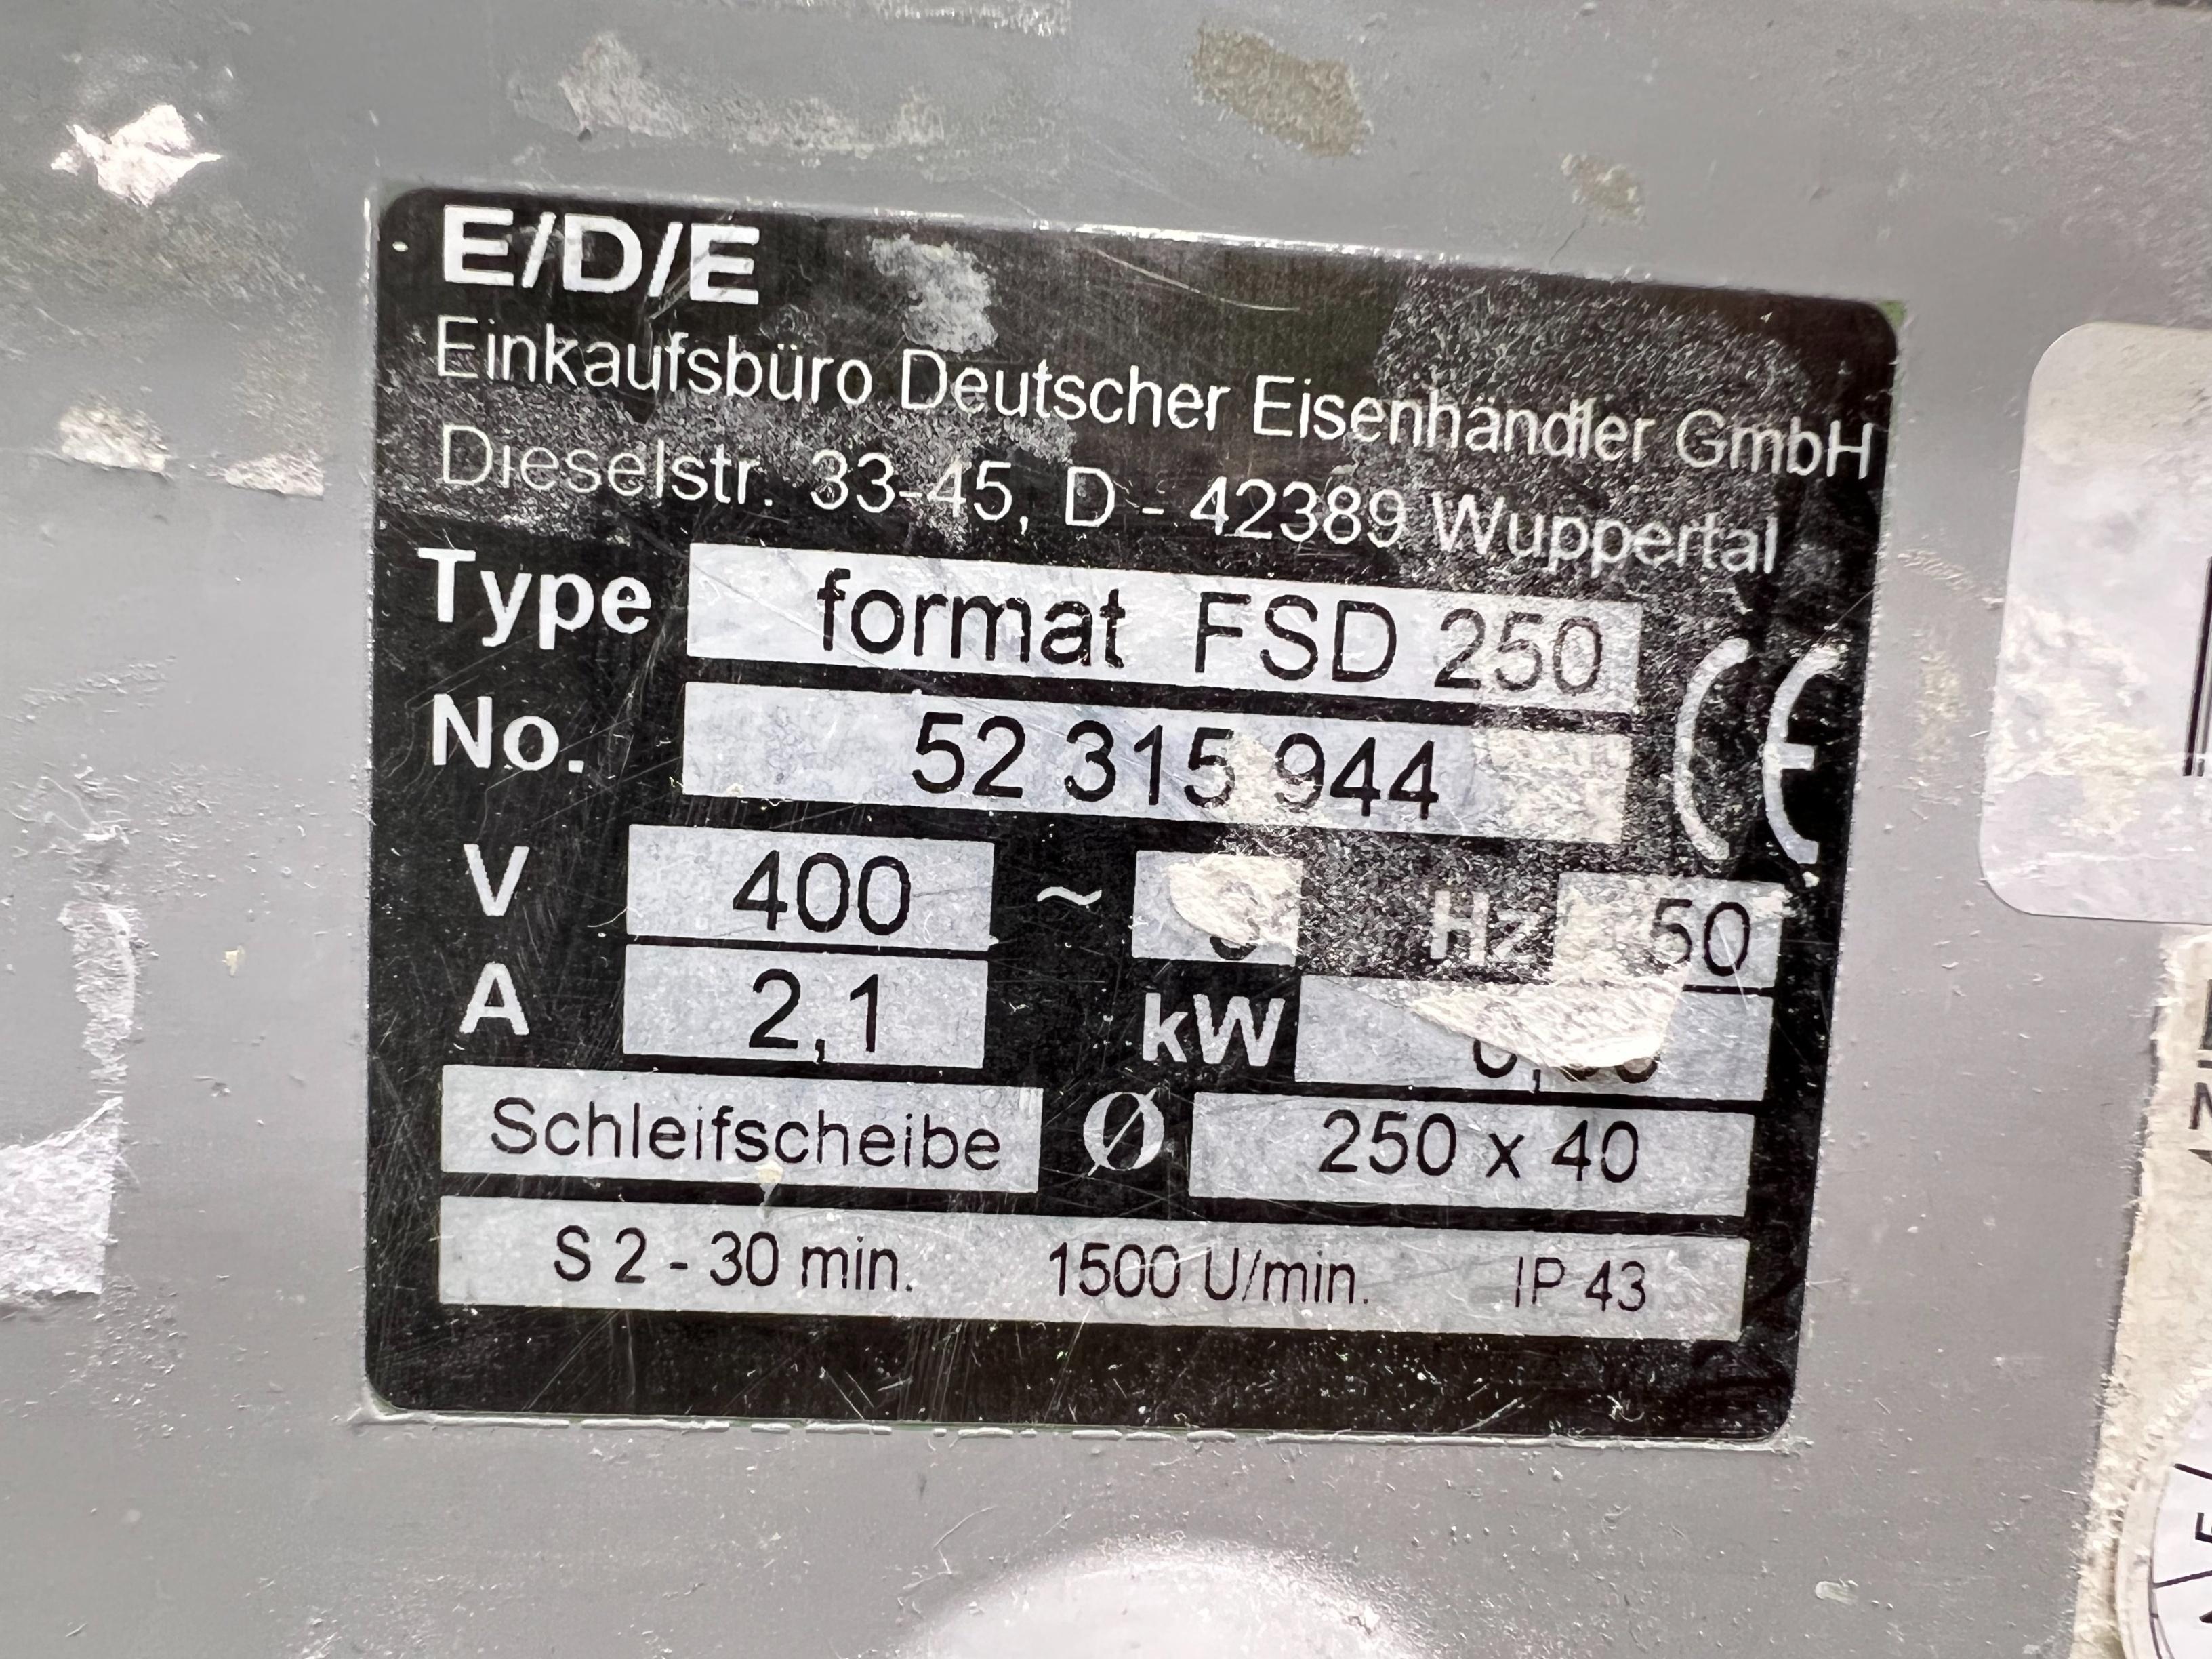 E/D/E
Einkaufsbüro Deutscher Eisenhändler GmbH
Dieselstr. 33-45, D - 42389 Wuppertal
Type format FSD 250
No. 52 315 944
CE
V 400 ~ Hz 50
A 2,1 kW
Schleifscheibe Ø 250 x 40
S 2 - 30 min. 1500 U/min. IP 43